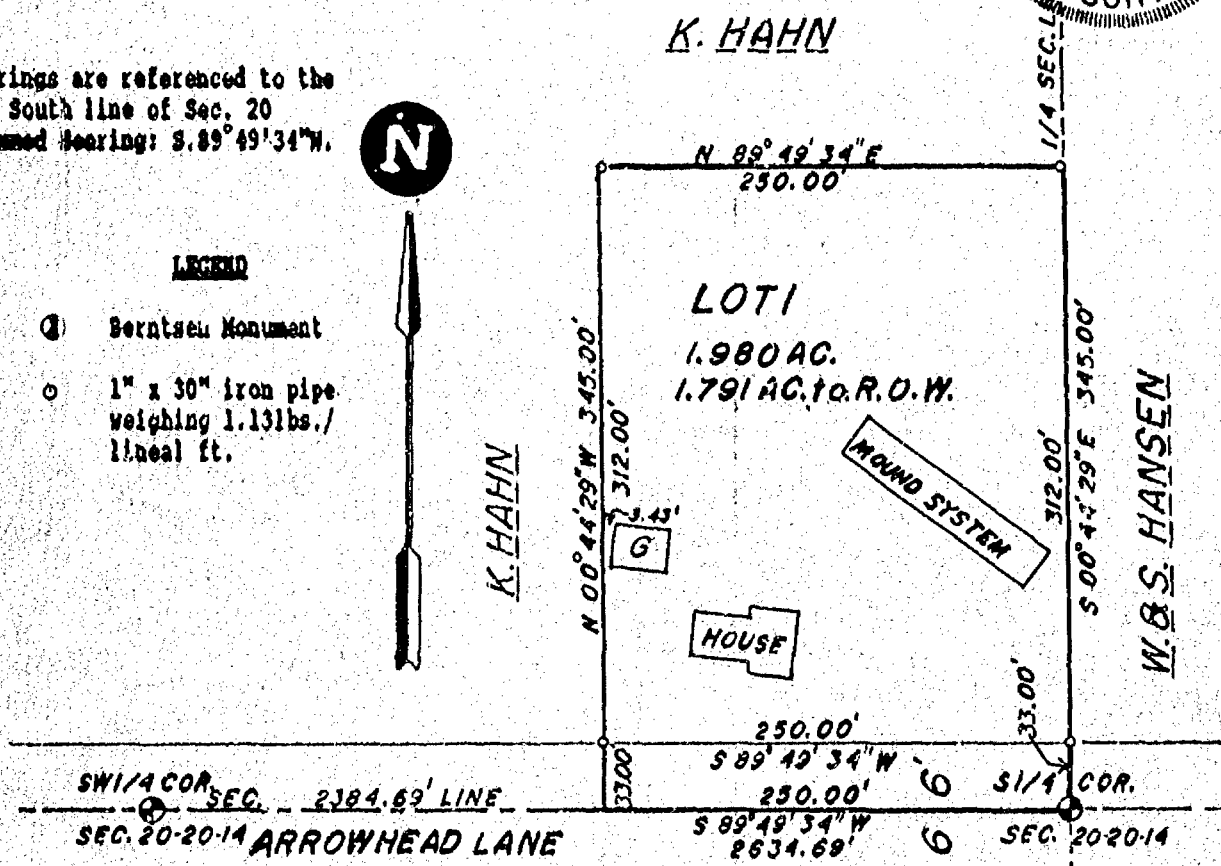 K. HAHN
1/4 SEC. L
rings are referenced to the
South line of Sec. 20
Bearing: S.89°49'34"W.
N
N 89°49'34"E
250.00'
LEGEND
Berntsen Monument
1" x 30" iron pipe
weighing 1.13lbs./
lineal ft.
LOT 1
1.980 AC.
1.791 AC. to R.O.W.
K. HAHN
N 00°44'29"W 345.00'
312.00'
3.43'
G
HOUSE
MOUND SYSTEM
312.00'
S 00°44'29"E 345.00'
W. & S. HANSEN
33.00'
250.00'
S 89°49'34"W
33.00
250.00'
S 89°49'34"W
2634.69'
66'
SW1/4 COR.
SEC. 2384.69' LINE
SEC. 20-20-14
ARROWHEAD LANE
S1/4 COR.
SEC. 20-20-14